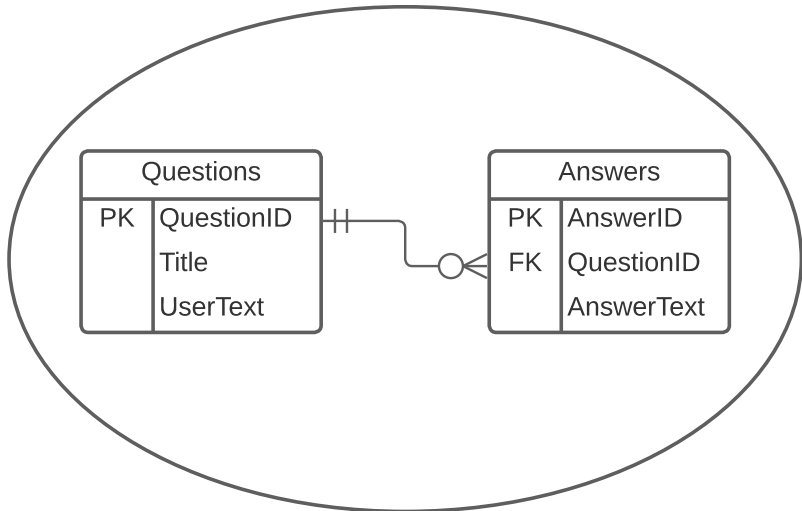 Questions
PK QuestionID
Title
UserText
Answers
PK AnswerID
FK QuestionID
AnswerText